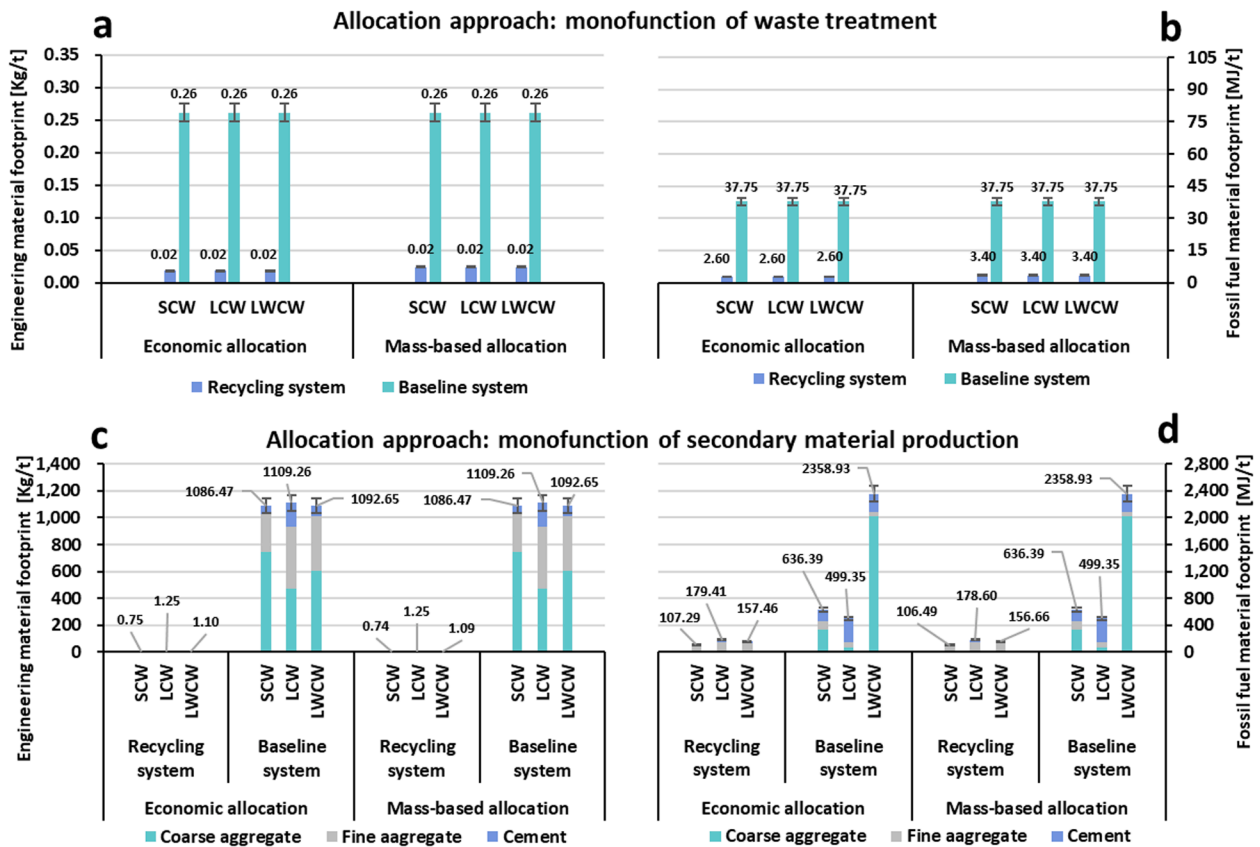 a
Allocation approach: monofunction of waste treatment
b
Engineering material footprint [Kg/t]
0.35
0.30
0.25
0.20
0.15
0.10
0.05
0.00
0.26 0.26 0.26 0.26 0.26 0.26
0.02 0.02 0.02 0.02 0.02 0.02
SCW LCW LWCW SCW LCW LWCW
Economic allocation Mass-based allocation
Recycling system Baseline system
Fossil fuel material footprint [MJ/t]
105
90
75
60
45
30
15
0
37.75 37.75 37.75 37.75 37.75 37.75
2.60 2.60 2.60 3.40 3.40 3.40
SCW LCW LWCW SCW LCW LWCW
Economic allocation Mass-based allocation
Recycling system Baseline system
c
Allocation approach: monofunction of secondary material production
d
Engineering material footprint [Kg/t]
1,400
1,200
1,000
800
600
400
200
0
0.75
1.25
1.10
1086.47
1109.26
1092.65
0.74
1.25
1.09
1086.47
1109.26
1092.65
SCW LCW LWCW SCW LCW LWCW SCW LCW LWCW SCW LCW LWCW
Recycling system Baseline system Recycling system Baseline system
Economic allocation Mass-based allocation
Coarse aggregate Fine aagregate Cement
Fossil fuel material footprint [MJ/t]
2,800
2,400
2,000
1,600
1,200
800
400
0
107.29
179.41
157.46
636.39
499.35
2358.93
106.49
178.60
156.66
636.39
499.35
2358.93
SCW LCW LWCW SCW LCW LWCW SCW LCW LWCW SCW LCW LWCW
Recycling system Baseline system Recycling system Baseline system
Economic allocation Mass-based allocation
Coarse aggregate Fine aagregate Cement